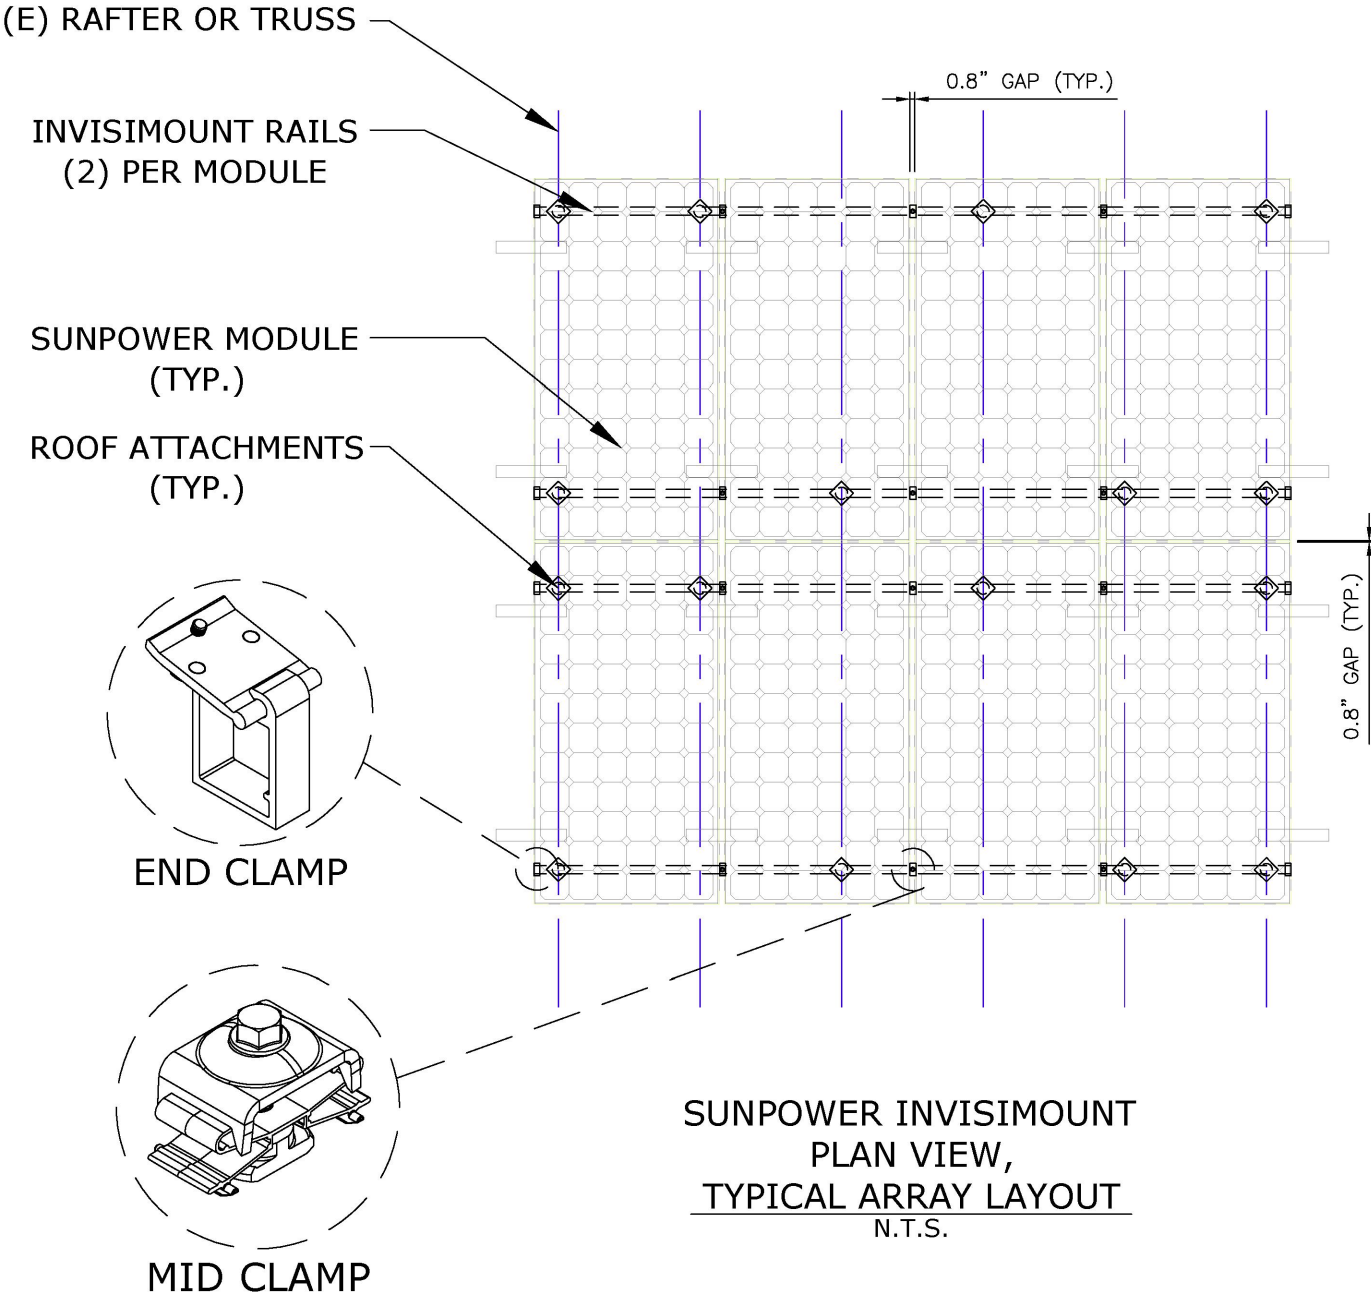 (E) RAFTER OR TRUSS
0.8” GAP (TYP.)
INVISIMOUNT RAILS
(2) PER MODULE
SUNPOWER MODULE
(TYP.)
ROOF ATTACHMENTS
(TYP.)
0.8” GAP (TYP.)
END CLAMP
MID CLAMP
SUNPOWER INVISIMOUNT
PLAN VIEW,
TYPICAL ARRAY LAYOUT
N.T.S.